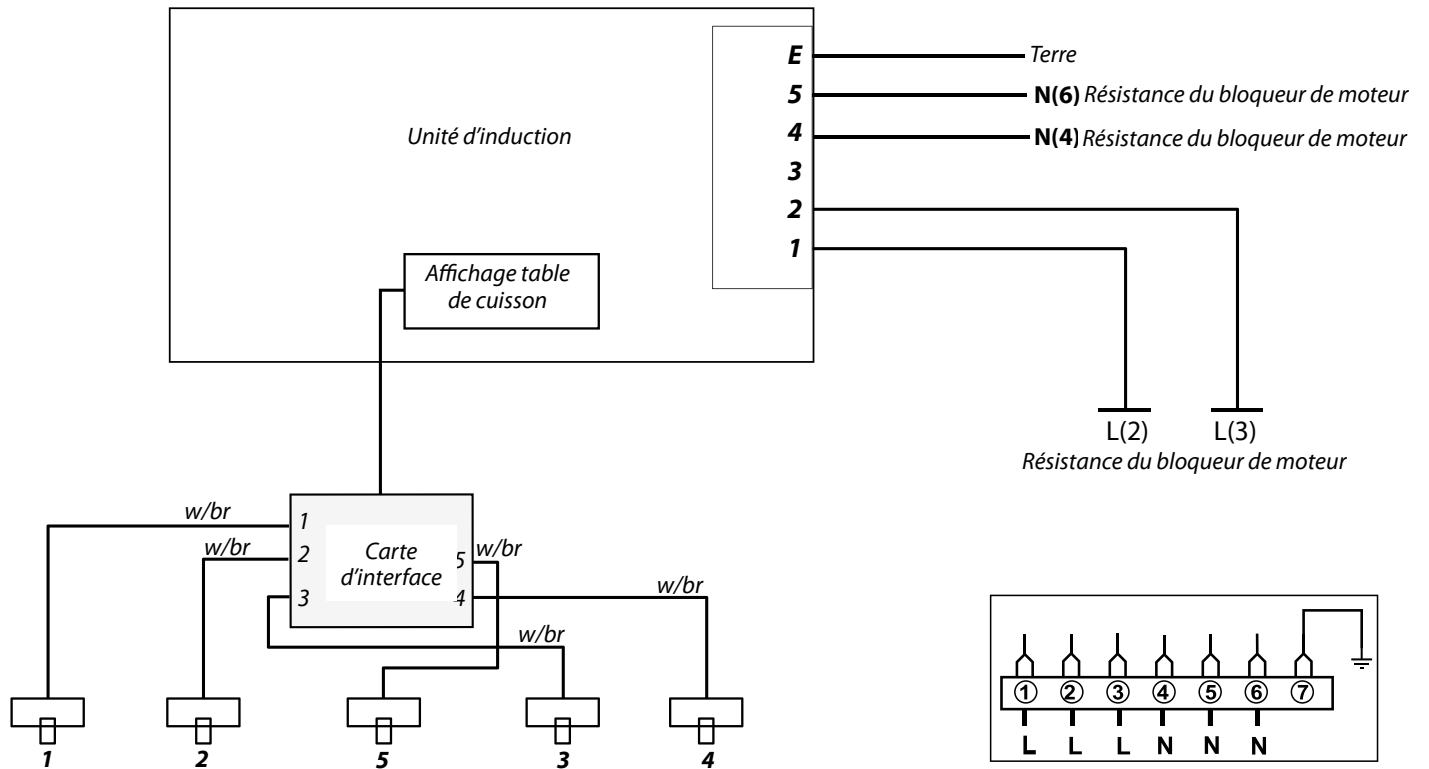 E Terre
5 N(6) Résistance du bloqueur de moteur
Unité d'induction
4 N(4) Résistance du bloqueur de moteur
3
2
1
Affichage table
de cuisson
L(2) L(3)
Résistance du bloqueur de moteur
w/br 1
w/br 2
Carte
d'interface
5 w/br
3
4 w/br
w/br
1 2 5 3 4
1 2 3 4 5 6 7
L L L N N N